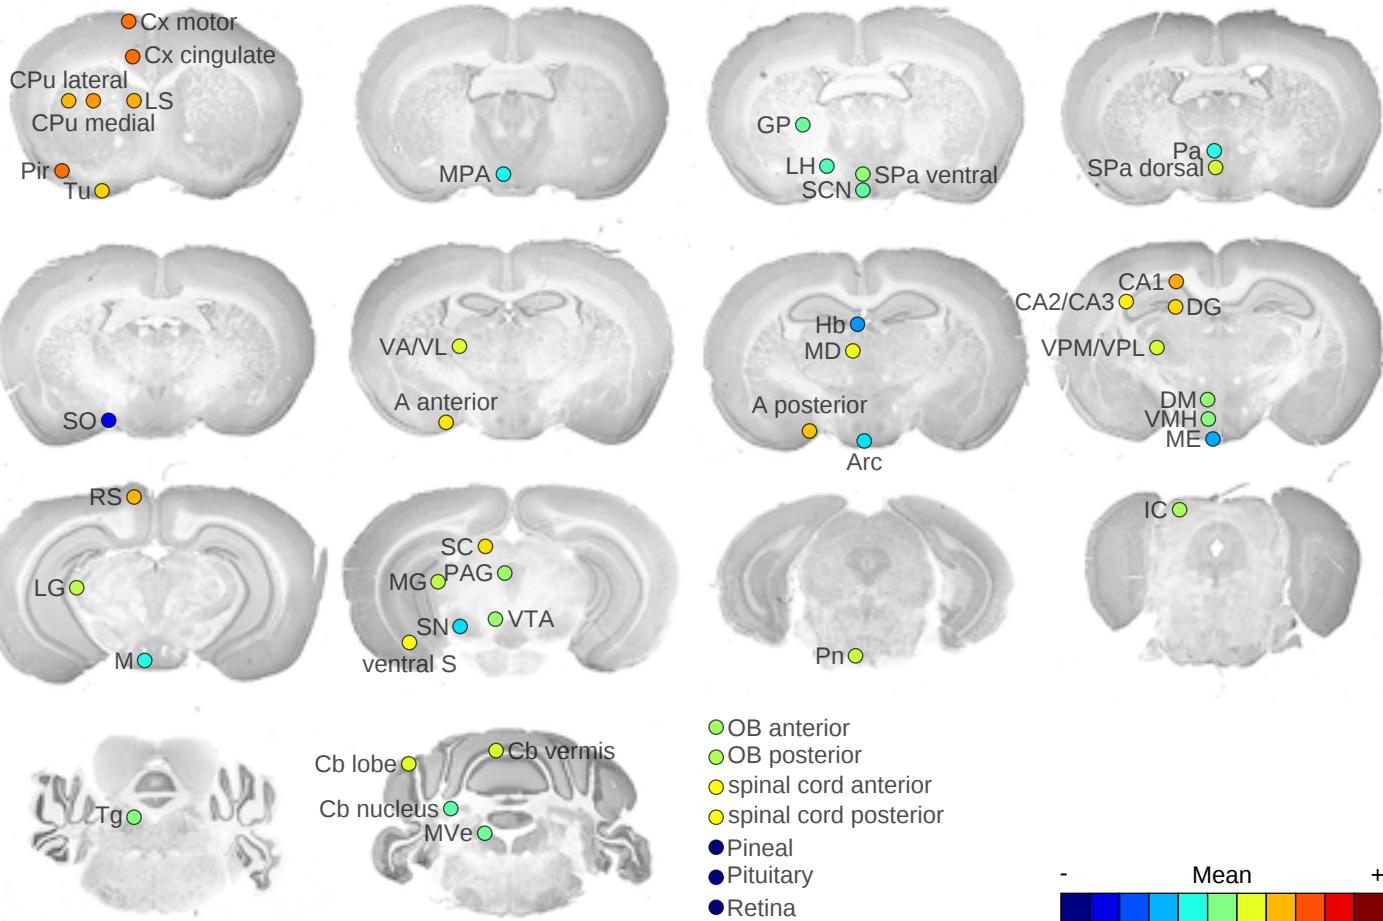 Cx motor
Cx cingulate
CPu lateral
LS
CPu medial
Pir
Tu
MPA
GP
LH
SPa ventral
SCN
Pa
SPa dorsal
SO
VA/VL
A anterior
Hb
MD
A posterior
Arc
CA1
CA2/CA3
DG
VPM/VPL
DM
VMH
ME
RS
LG
M
SC
MG
PAG
SN
VTA
ventral S
Pn
IC
Tg
Cb lobe
Cb vermis
Cb nucleus
MVe
OB anterior
OB posterior
spinal cord anterior
spinal cord posterior
Pineal
Pituitary
Retina
- Mean +